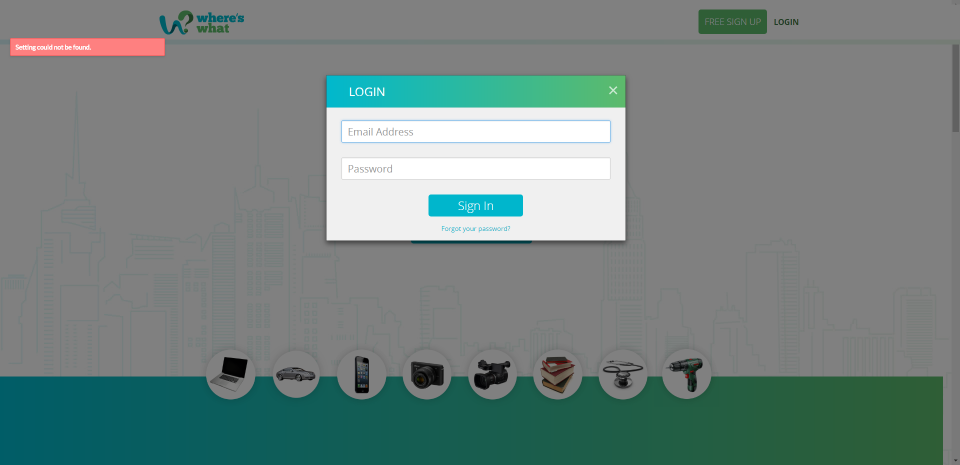 where's
what
FREE SIGN UP
LOGIN
Setting could not be found.
LOGIN
×
Email Address
Password
Sign In
Forgot your password?